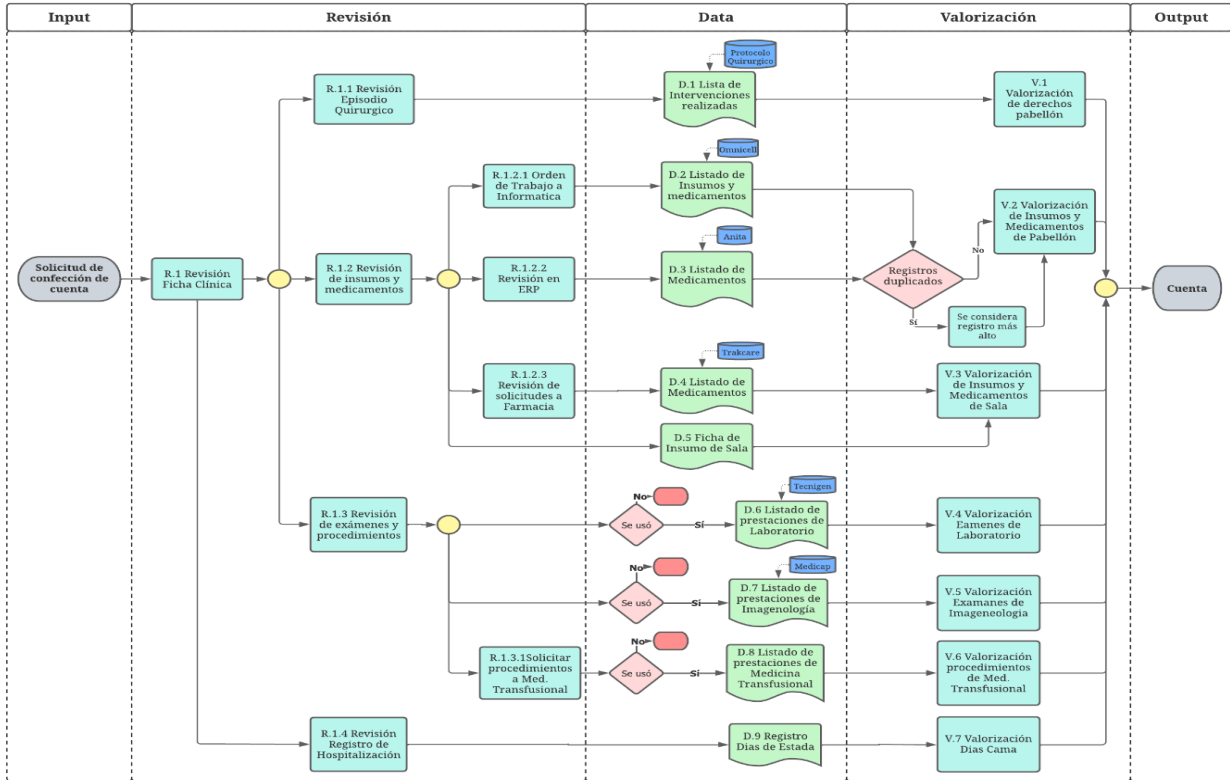 Input
Revisión
Data
Valorización
Output
Protocolo
Quirurgico
R.1.1 Revisión
Episodio
Quirurgico
D.1 Lista de
Intervenciones
realizadas
V.1
Valorización
de derechos
pabellón
Omnicell
R.1.2.1 Orden
de Trabajo a
Informatica
D.2 Listado de
Insumos y
medicamentos
V.2 Valorización
de Insumos y
Medicamentos
de Pabellón
Anita
No
Solicitud de
confección de
cuenta
R.1 Revisión
Ficha Clínica
R.1.2 Revisión
de insumos y
medicamentos
R.1.2.2
Revisión en
ERP
D.3 Listado de
Medicamentos
Registros
duplicados
Cuenta
Sí
Se considera
registro más
alto
Trakcare
R.1.2.3
Revisión de
solicitudes a
Farmacia
D.4 Listado de
Medicamentos
V.3 Valorización
de Insumos y
Medicamentos
de Sala
D.5 Ficha de
Insumo de Sala
Tecnigen
No
R.1.3 Revisión
de exámenes y
procedimientos
Se usó
Sí
D.6 Listado de
prestaciones de
Laboratorio
V.4 Valorización
Eamenes de
Laboratorio
Medicap
No
Se usó
Sí
D.7 Listado de
prestaciones de
Imagenología
V.5 Valorización
Examanes de
Imageneologia
No
R.1.3.1Solicitar
procedimientos
a Med.
Transfusional
Se usó
Sí
D.8 Listado de
prestaciones de
Medicina
Transfusional
V.6 Valorización
procedimientos
de Med.
Transfusional
R.1.4 Revisión
Registro de
Hospitalización
D.9 Registro
Dias de Estada
V.7 Valorización
Dias Cama